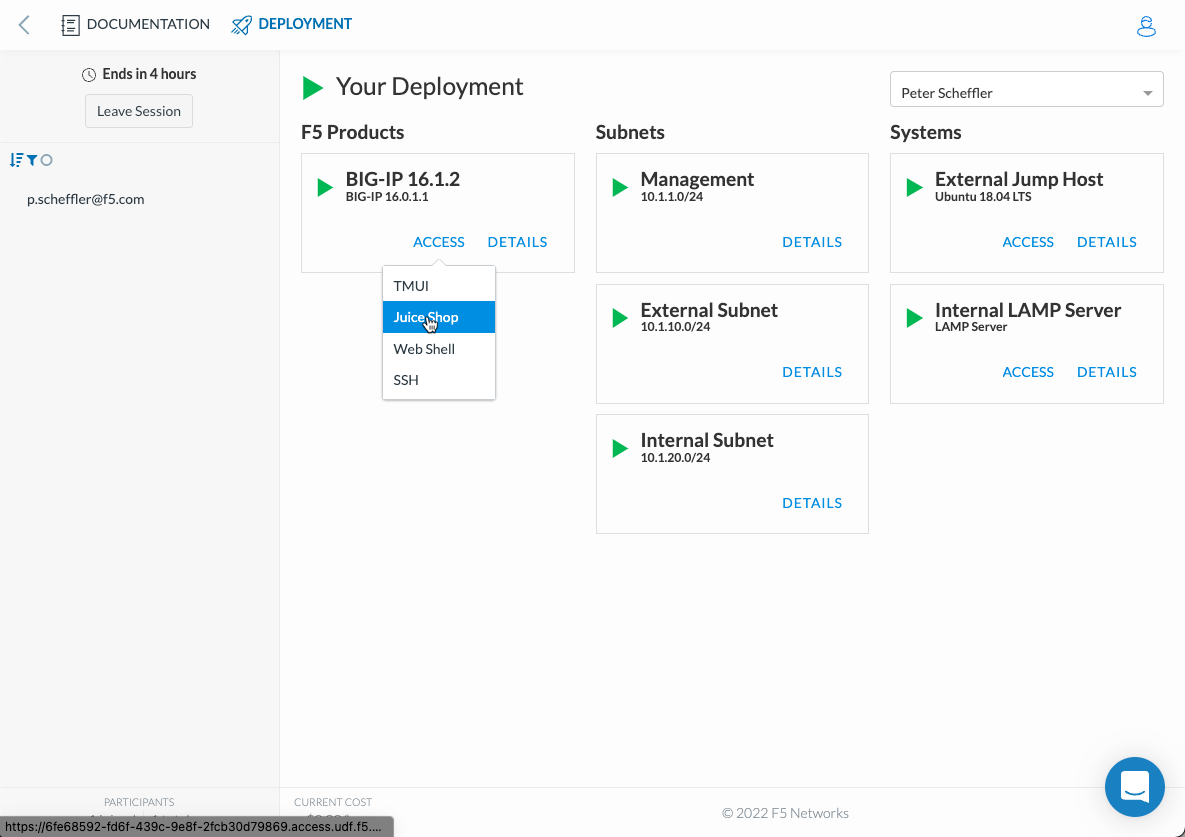 DOCUMENTATION
DEPLOYMENT
Ends in 4 hours
Leave Session
p.scheffler@f5.com
Your Deployment
Peter Scheffler
F5 Products
BIG-IP 16.1.2
BIG-IP 16.0.1.1
ACCESS DETAILS
TMUI
Juice Shop
Web Shell
SSH
Subnets
Management
10.1.1.0/24
DETAILS
External Subnet
10.1.10.0/24
DETAILS
Internal Subnet
10.1.20.0/24
DETAILS
Systems
External Jump Host
Ubuntu 18.04 LTS
ACCESS DETAILS
Internal LAMP Server
LAMP Server
ACCESS DETAILS
PARTICIPANTS
CURRENT COST
© 2022 F5 Networks
https://6fe68592-fd6f-439c-9e8f-2fcb30d79869.access.udf.f5....